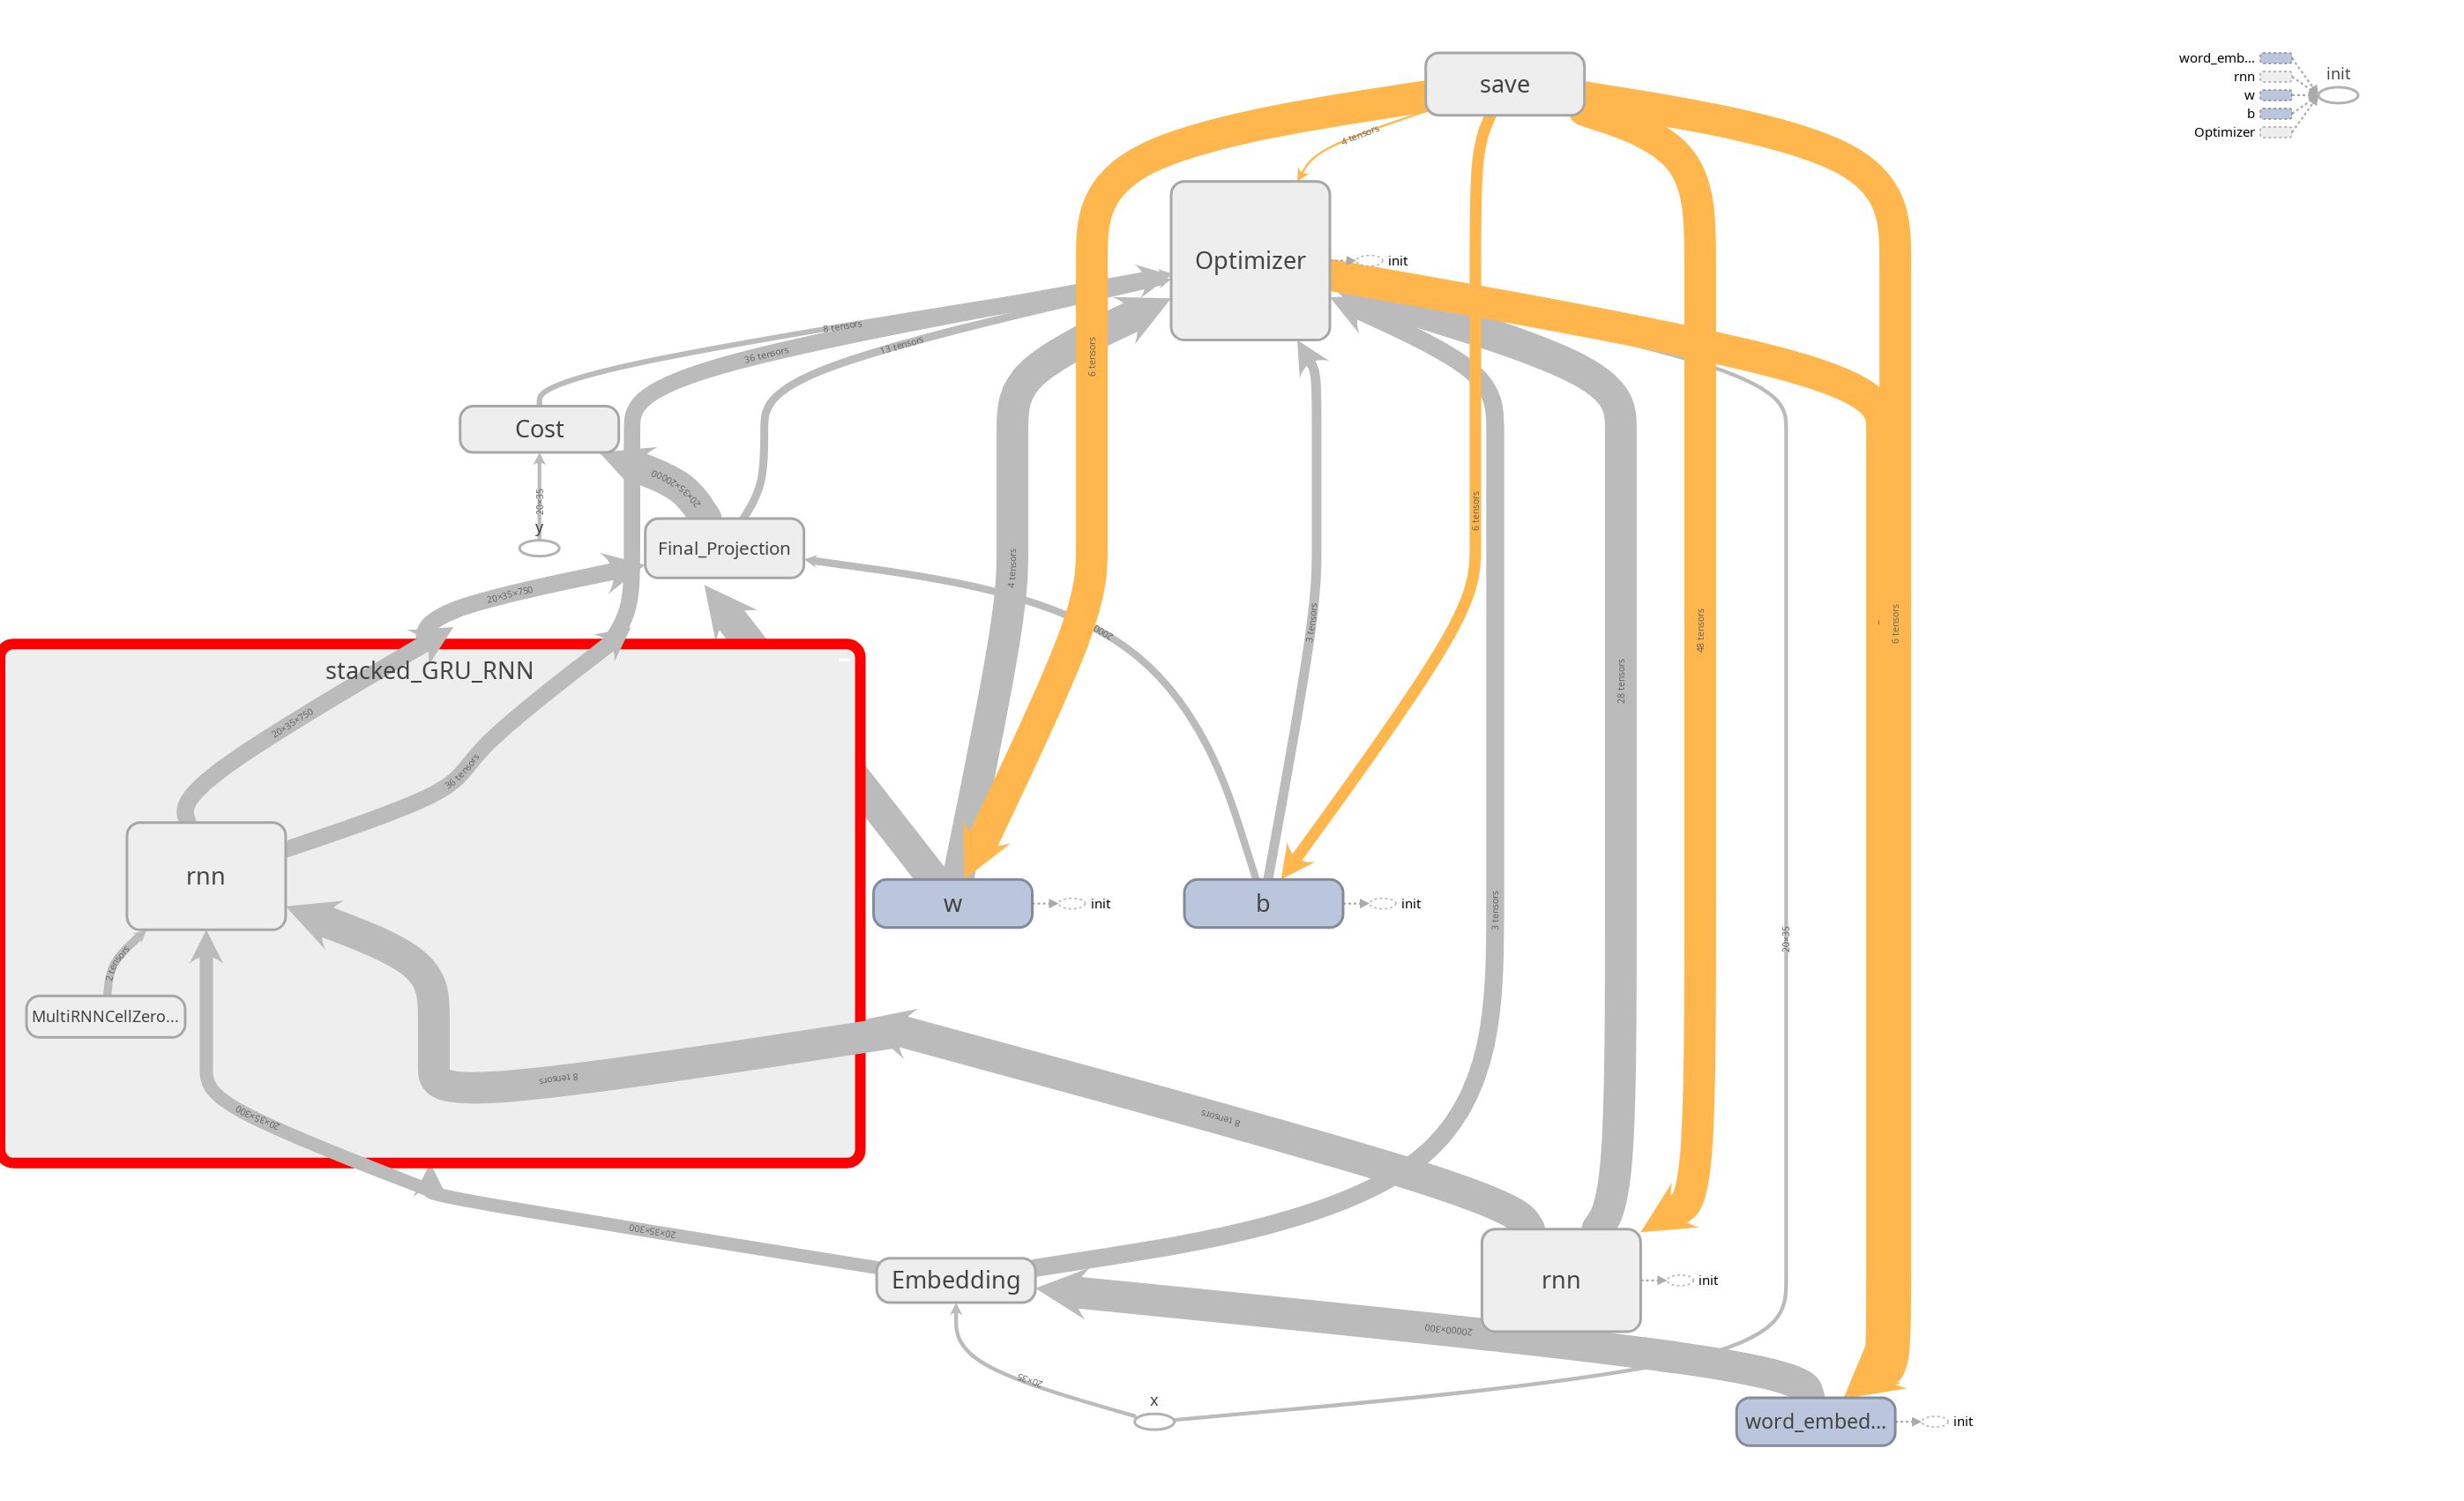 save
word_emb...
rnn
w
b
Optimizer
init
4 tensors
Optimizer
init
8 tensors
36 tensors
13 tensors
6 tensors
Cost
20×35×20000
20×35
y
Final_Projection
6 tensors
4 tensors
20×35×750
2000
3 tensors
48 tensors
6 tensors
28 tensors
stacked_GRU_RNN
20×35×750
36 tensors
rnn
w
init
b
init
3 tensors
20×35
2 tensors
MultiRNNCellZero...
8 tensors
20×35×300
8 tensors
20×35×300
Embedding
rnn
init
20000×300
20×35
x
word_embed...
init